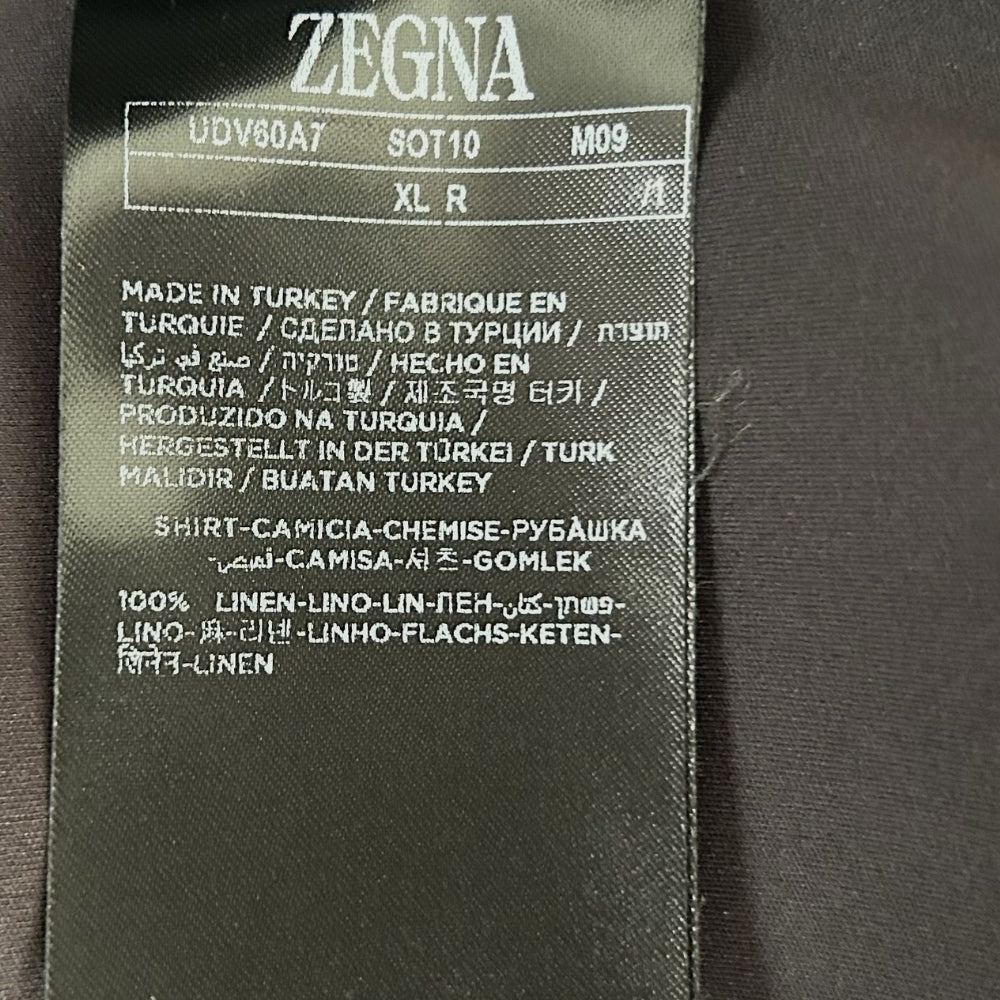 ZEGNA
UDV60A7 SOT10 M09
XL R /1
MADE IN TURKEY / FABRIQUE EN
TURQUIE / СДЕЛАНО В ТУРЦИИ / תוצרת
טורקיה / صنع في تركيا / HECHO EN
TURQUIA / トルコ製 / 제조국명 터키 /
PRODUZIDO NA TURQUIA /
HERGESTELLT IN DER TÜRKEI / TURK
MALIDIR / BUATAN TURKEY
SHIRT-CAMICIA-CHEMISE-РУБАШКА
-قميص-CAMISA-셔츠-GOMLEK
100% LINEN-LINO-LIN-ЛЕН-كتان-פשתן-
LINO-麻-리넨-LINHO-FLACHS-KETEN-
लिनन-LINEN